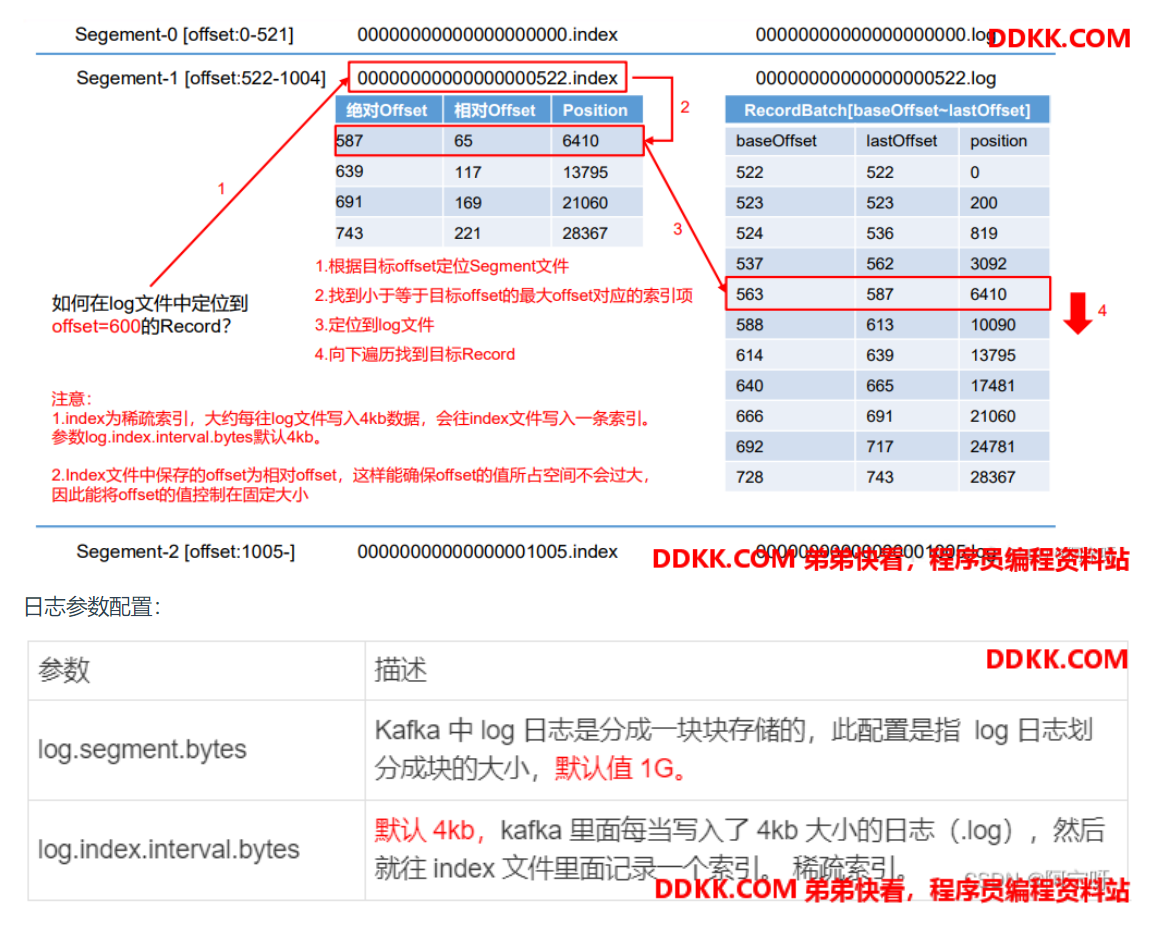 Segement-0 [offset:0-521] 00000000000000000000.index 00000000000000000000.log
DDKK.COM
Segement-1 [offset:522-1004] 00000000000000000522.index 00000000000000000522.log
绝对Offset 相对Offset Position
587 65 6410
639 117 13795
691 169 21060
743 221 28367
2
RecordBatch[baseOffset~lastOffset]
baseOffset lastOffset position
522 522 0
523 523 200
524 536 819
537 562 3092
563 587 6410
588 613 10090
614 639 13795
640 665 17481
666 691 21060
692 717 24781
728 743 28367
1
3
4
如何在log文件中定位到
offset=600的Record?
1.根据目标offset定位Segment文件
2.找到小于等于目标offset的最大offset对应的索引项
3.定位到log文件
4.向下遍历找到目标Record
注意:
1.index为稀疏索引，大约每往log文件写入4kb数据，会往index文件写入一条索引。
参数log.index.interval.bytes默认4kb。
2.Index文件中保存的offset为相对offset，这样能确保offset的值所占空间不会过大，
因此能将offset的值控制在固定大小
Segement-2 [offset:1005-] 00000000000000001005.index 00000000000000001005.log
DDKK.COM 弟弟快看，程序员编程资料站
日志参数配置：
DDKK.COM
参数 描述
log.segment.bytes
Kafka 中 log 日志是分成一块块存储的，此配置是指 log 日志划
分成块的大小，默认值 1G。
log.index.interval.bytes
默认 4kb，kafka 里面每当写入了 4kb 大小的日志（.log），然后
就往 index 文件里面记录一个索引。 稀疏索引。
DDKK.COM 弟弟快看，程序员编程资料站